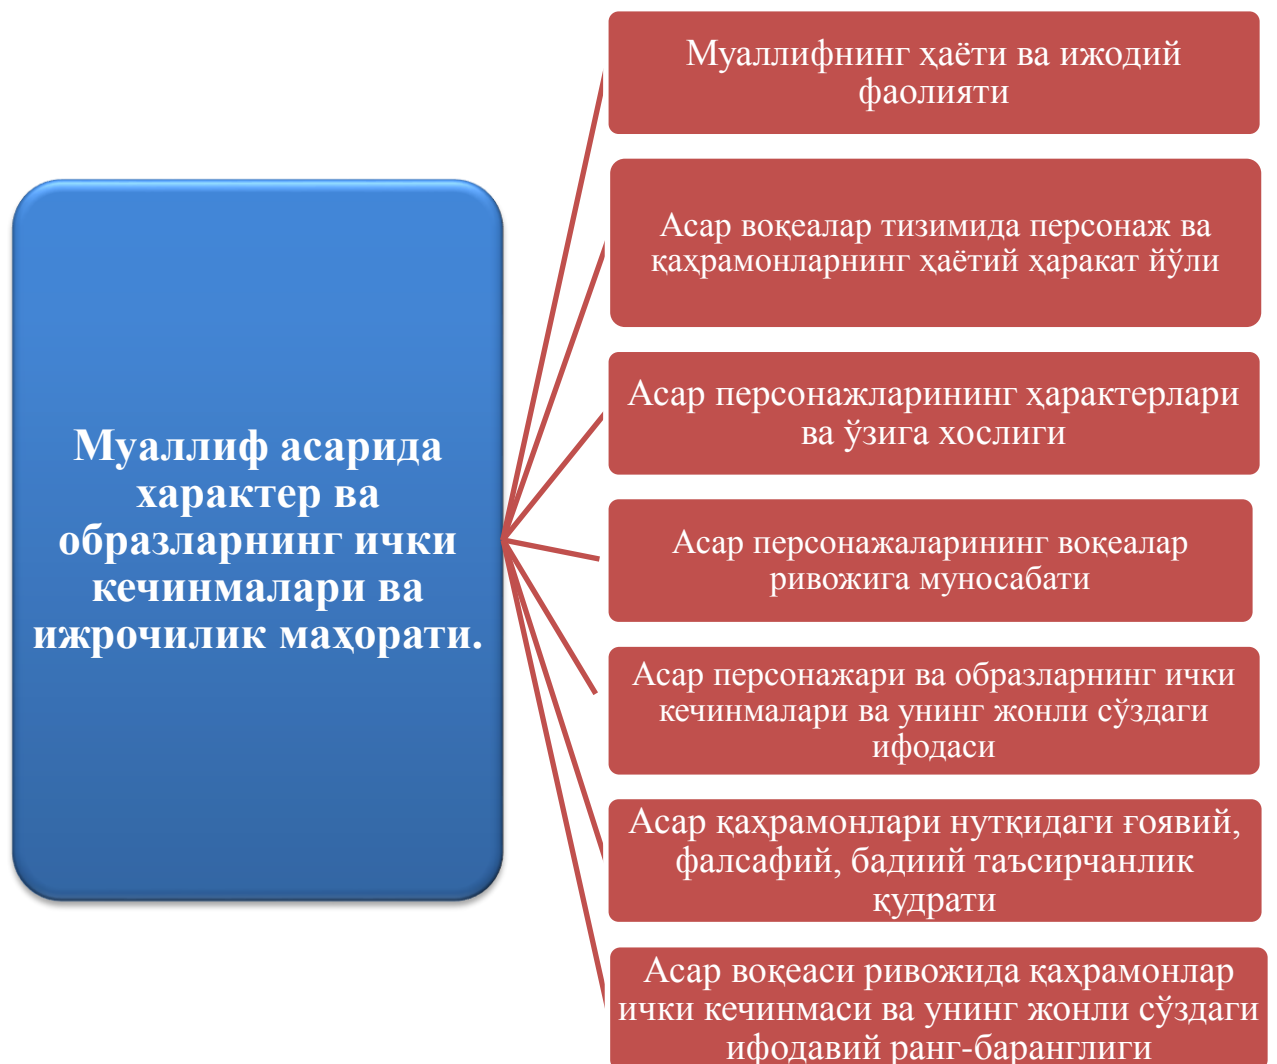 Муаллиф асарида
характер ва
образларнинг ички
кечинмалари ва
ижрочилик маҳорати.
Муаллифнинг ҳаёти ва ижодий
фаолияти
Асар воқеалар тизимида персонаж ва
қаҳрамонларнинг ҳаётий ҳаракат йўли
Асар персонажларининг ҳарактерлари
ва ўзига хослиги
Асар персонажаларининг воқеалар
ривожига муносабати
Асар персонажари ва образларнинг ички
кечинмалари ва унинг жонли сўздаги
ифодаси
Асар қаҳрамонлари нутқидаги ғоявий,
фалсафий, бадиий таъсирчанлик
қудрати
Асар воқеаси ривожида қаҳрамонлар
ички кечинмаси ва унинг жонли сўздаги
ифодавий ранг-баранглиги